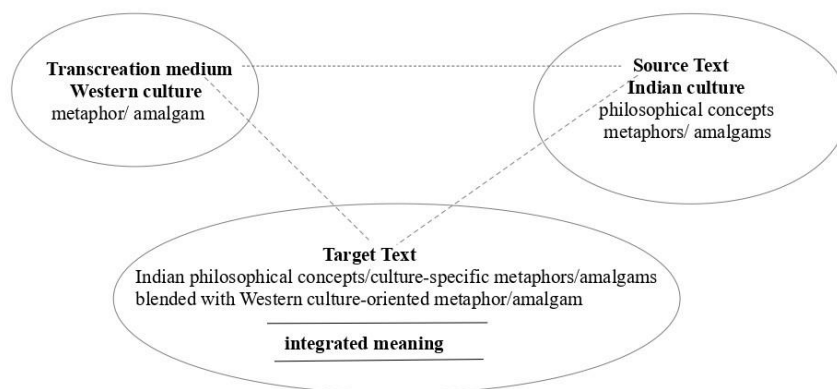 Transcreation medium
Western culture
metaphor/ amalgam
Source Text
Indian culture
philosophical concepts
metaphors/ amalgams
Target Text
Indian philosophical concepts/culture-specific metaphors/amalgams
blended with Western culture-oriented metaphor/amalgam
integrated meaning